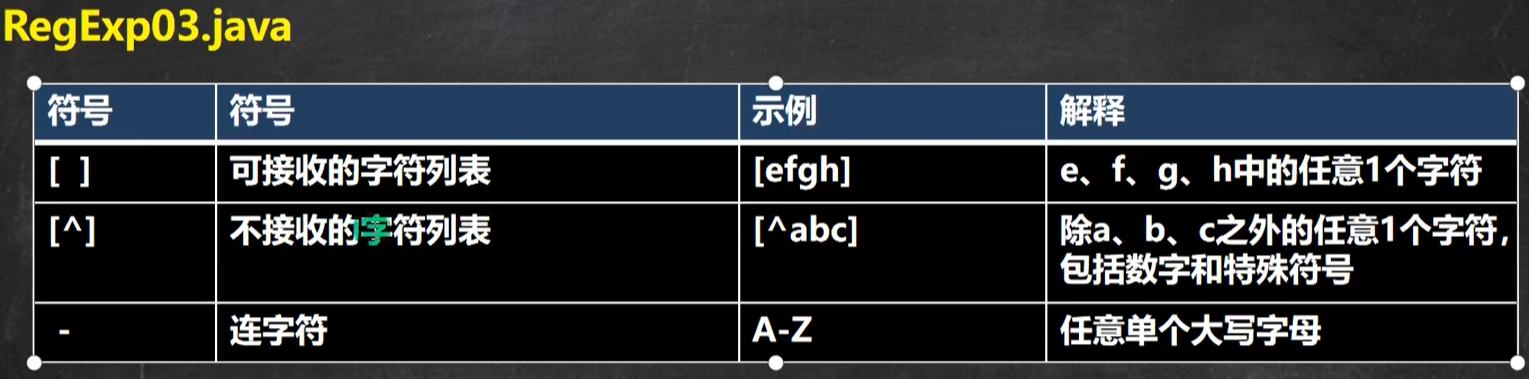 RegExp03.java
符号 符号 示例 解释
[ ] 可接收的字符列表 [efgh] e、f、g、h中的任意1个字符
[^] 不接收的字符列表 [^abc] 除a、b、c之外的任意1个字符，
包括数字和特殊符号
- 连字符 A-Z 任意单个大写字母